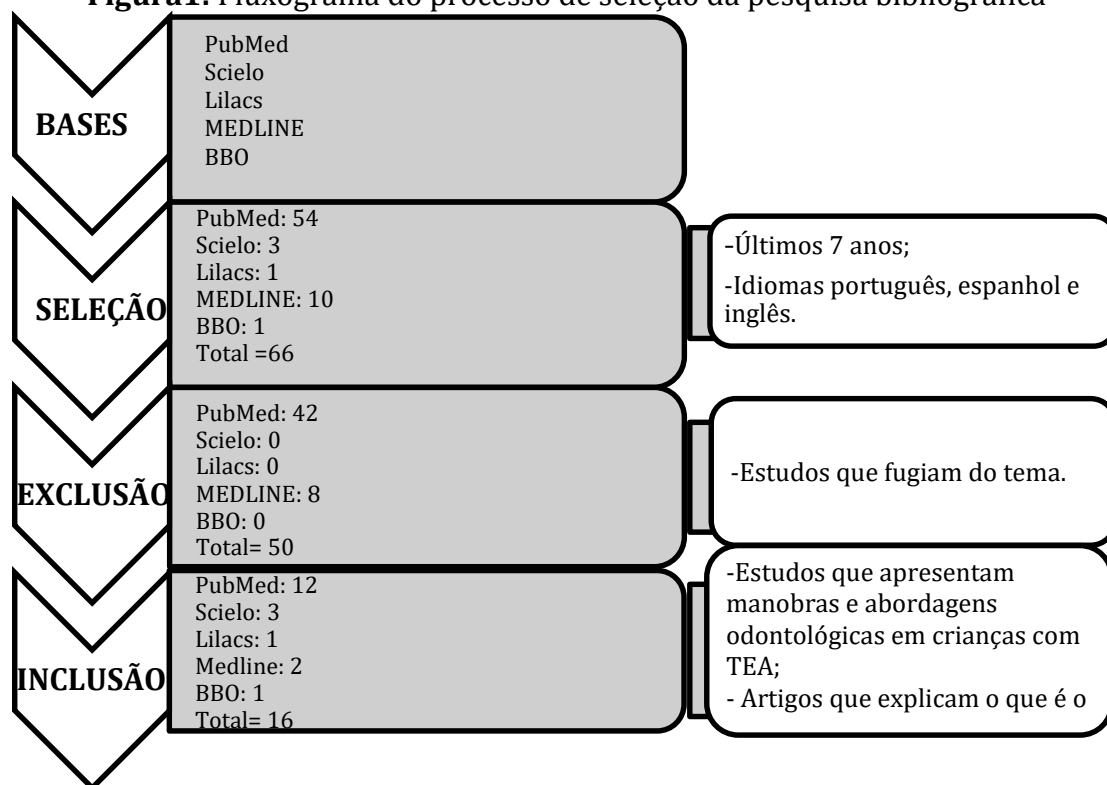 Figura1: Fluxograma do processo de seleção da pesquisa bibliográfica
BASES
PubMed
Scielo
Lilacs
MEDLINE
BBO
SELEÇÃO
PubMed: 54
Scielo: 3
Lilacs: 1
MEDLINE: 10
BBO: 1
Total =66
-Últimos 7 anos;
-Idiomas português, espanhol e
inglês.
EXCLUSÃO
PubMed: 42
Scielo: 0
Lilacs: 0
MEDLINE: 8
BBO: 0
Total= 50
-Estudos que fugiam do tema.
INCLUSÃO
PubMed: 12
Scielo: 3
Lilacs: 1
Medline: 2
BBO: 1
Total= 16
-Estudos que apresentam
manobras e abordagens
odontológicas em crianças com
TEA;
- Artigos que explicam o que é o